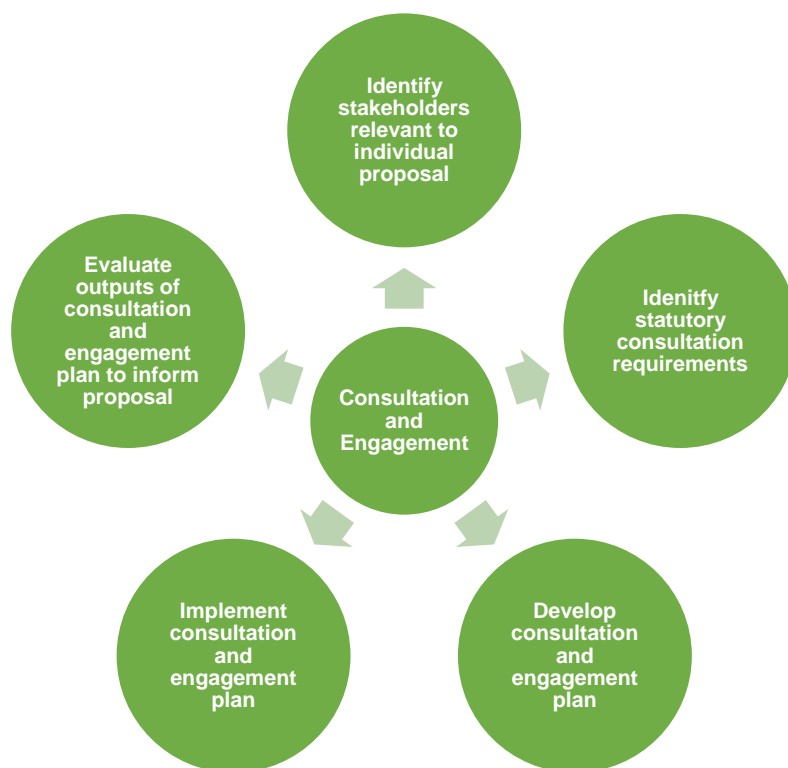 Identify
stakeholders
relevant to
individual
proposal
Idenitfy
statutory
consultation
requirements
Develop
consultation
and
engagement
plan
Implement
consultation
and
engagement
plan
Evaluate
outputs of
consultation
and
engagement
plan to inform
proposal
Consultation
and
Engagement